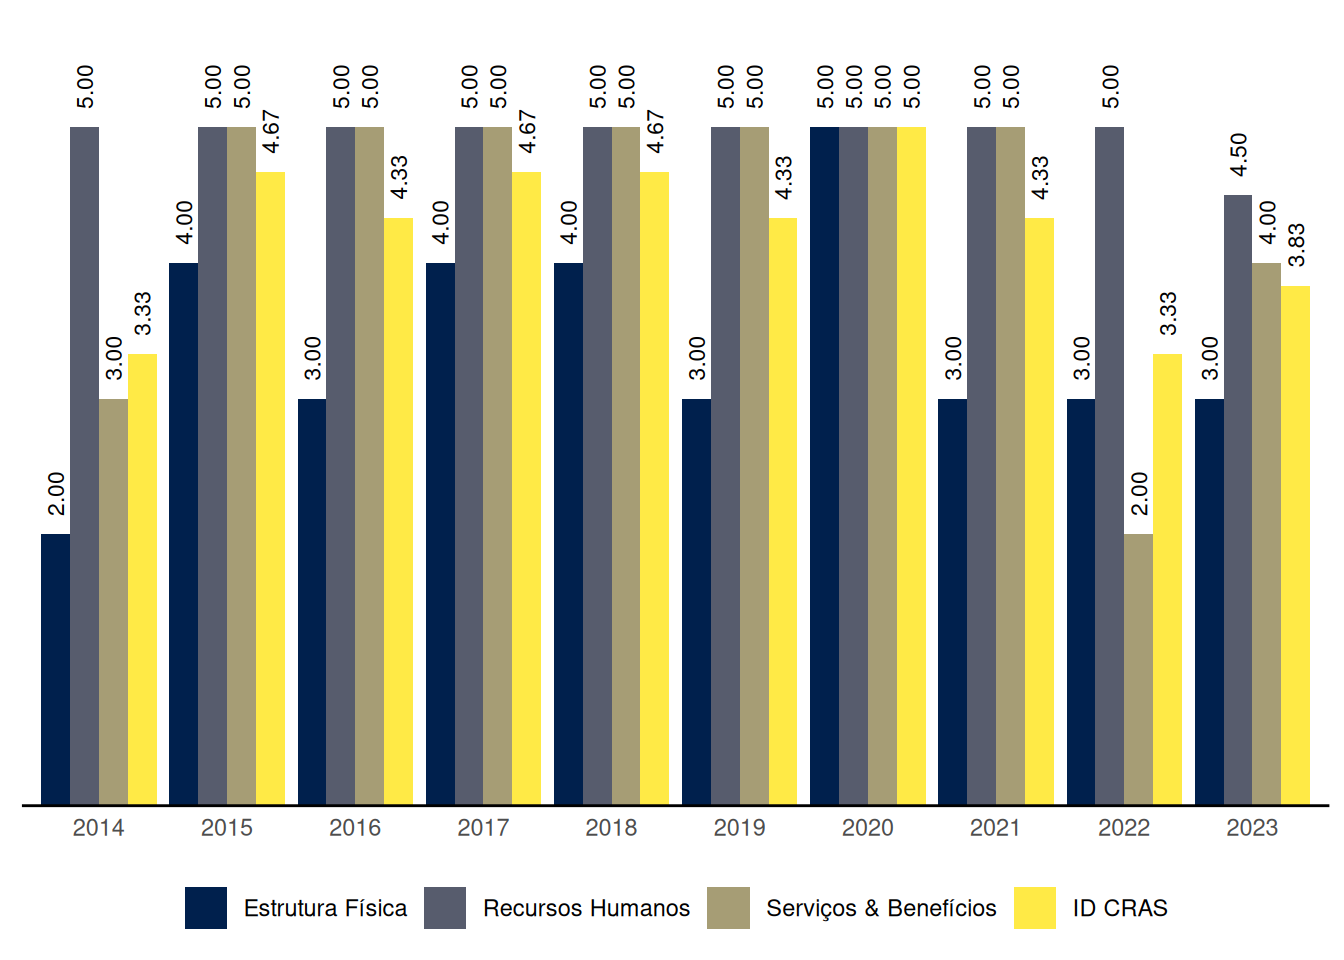 5.00 5.00 5.00 5.00 5.00 5.00 5.00 5.00 5.00 5.00 5.00 5.00 5.00 5.00 5.00 5.00 5.00 5.00
4.67 4.67 4.67 4.50
4.33 4.33 4.33
4.00 4.00 4.00 4.00
3.83
3.33 3.33
3.00 3.00 3.00 3.00 3.00 3.00
2.00 2.00
2014 2015 2016 2017 2018 2019 2020 2021 2022 2023
Estrutura Física Recursos Humanos Serviços & Benefícios ID CRAS